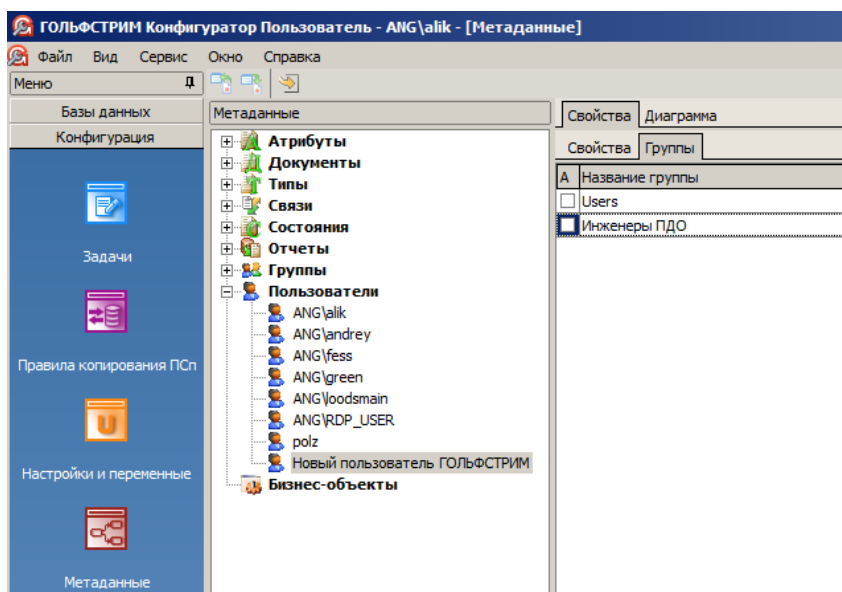 ГОЛЬФСТРИМ Конфигуратор Пользователь - ANG\alik - [Метаданные]
Файл Вид Сервис Окно Справка
Меню
Базы данных
Конфигурация
Задачи
Правила копирования ПСп
Настройки и переменные
Метаданные
Метаданные
Атрибуты
Документы
Типы
Связи
Состояния
Отчеты
Группы
Пользователи
ANG\alik
ANG\andrey
ANG\fess
ANG\green
ANG\loodsmain
ANG\RDP_USER
polz
Новый пользователь ГОЛЬФСТРИМ
Бизнес-объекты
Свойства Диаграмма
Свойства Группы
А Название группы
Users
Инженеры ПДО